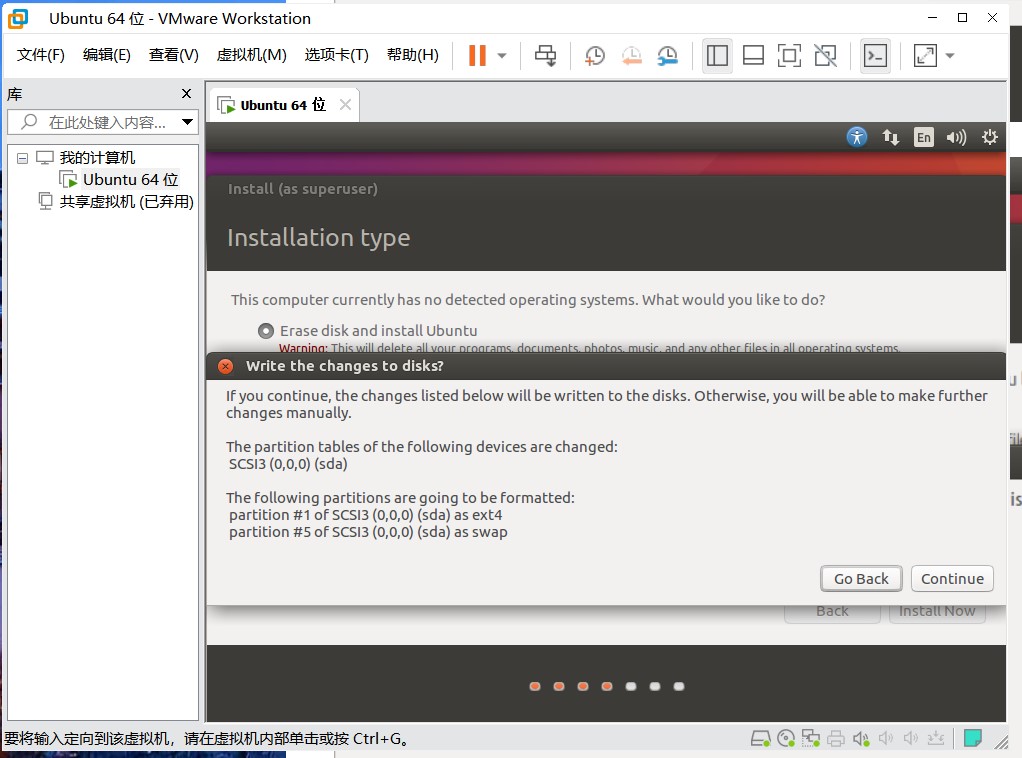 Ubuntu 64 位 - VMware Workstation
文件(F) 编辑(E) 查看(V) 虚拟机(M) 选项卡(T) 帮助(H)
库
在此处键入内容...
我的计算机
Ubuntu 64 位
共享虚拟机 (已弃用)
Ubuntu 64 位
En
Install (as superuser)
Installation type
This computer currently has no detected operating systems. What would you like to do?
Erase disk and install Ubuntu
Warning: This will delete all your programs, documents, photos, music, and any other files in all operating systems.
Write the changes to disks?
If you continue, the changes listed below will be written to the disks. Otherwise, you will be able to make further
changes manually.
The partition tables of the following devices are changed:
SCSI3 (0,0,0) (sda)
The following partitions are going to be formatted:
partition #1 of SCSI3 (0,0,0) (sda) as ext4
partition #5 of SCSI3 (0,0,0) (sda) as swap
Go Back Continue
Back Install Now
要将输入定向到该虚拟机，请在虚拟机内部单击或按 Ctrl+G。